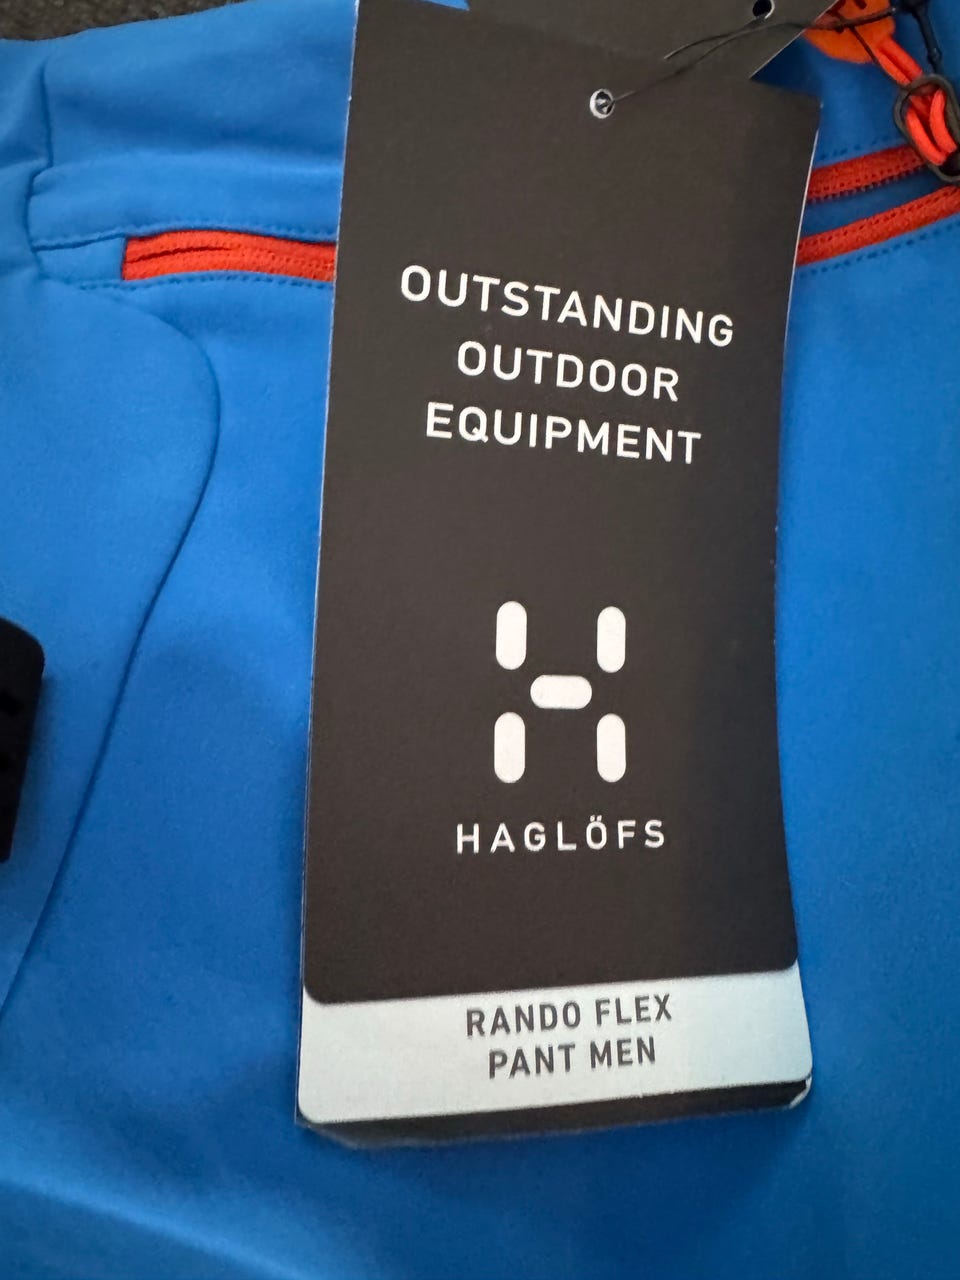 OUTSTANDING
OUTDOOR
EQUIPMENT
HAGLÖFS
RANDO FLEX
PANT MEN